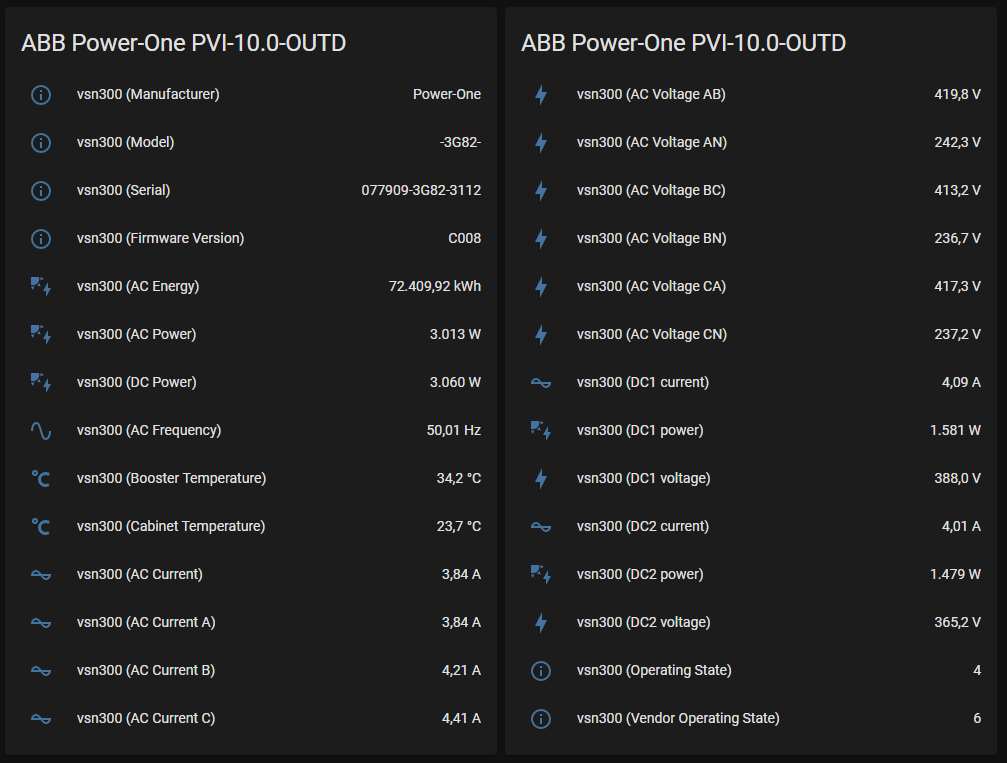 ABB Power-One PVI-10.0-OUTD
vsn300 (Manufacturer) Power-One
vsn300 (Model) -3G82-
vsn300 (Serial) 077909-3G82-3112
vsn300 (Firmware Version) C008
vsn300 (AC Energy) 72.409,92 kWh
vsn300 (AC Power) 3.013 W
vsn300 (DC Power) 3.060 W
vsn300 (AC Frequency) 50,01 Hz
vsn300 (Booster Temperature) 34,2 °C
vsn300 (Cabinet Temperature) 23,7 °C
vsn300 (AC Current) 3,84 A
vsn300 (AC Current A) 3,84 A
vsn300 (AC Current B) 4,21 A
vsn300 (AC Current C) 4,41 A
ABB Power-One PVI-10.0-OUTD
vsn300 (AC Voltage AB) 419,8 V
vsn300 (AC Voltage AN) 242,3 V
vsn300 (AC Voltage BC) 413,2 V
vsn300 (AC Voltage BN) 236,7 V
vsn300 (AC Voltage CA) 417,3 V
vsn300 (AC Voltage CN) 237,2 V
vsn300 (DC1 current) 4,09 A
vsn300 (DC1 power) 1.581 W
vsn300 (DC1 voltage) 388,0 V
vsn300 (DC2 current) 4,01 A
vsn300 (DC2 power) 1.479 W
vsn300 (DC2 voltage) 365,2 V
vsn300 (Operating State) 4
vsn300 (Vendor Operating State) 6